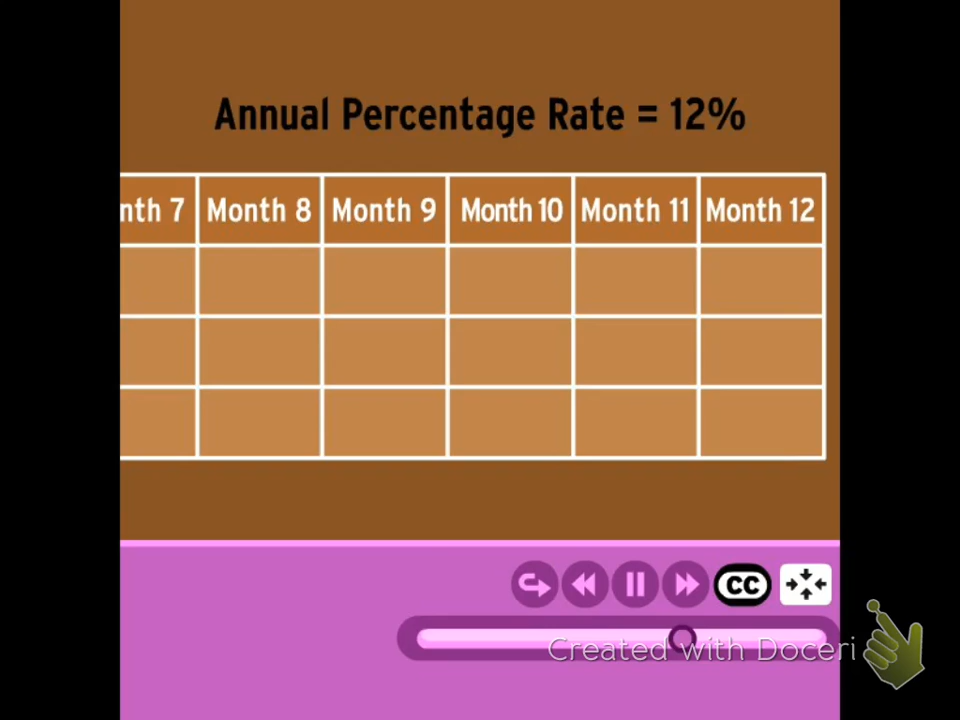 Annual Percentage Rate = 12%
nth 7 Month 8 Month 9 Month 10 Month 11 Month 12
CC
Created with Doceri